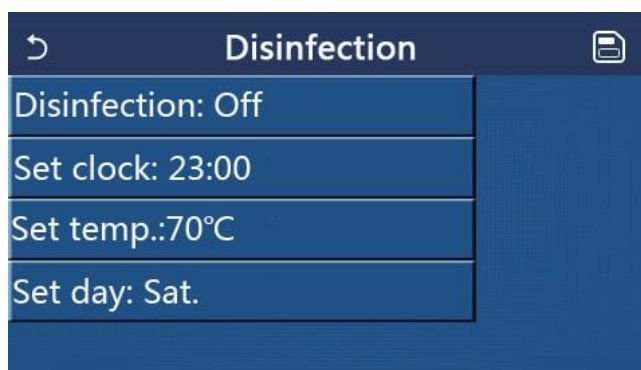 Disinfection
Disinfection: Off
Set clock: 23:00
Set temp.:70℃
Set day: Sat.